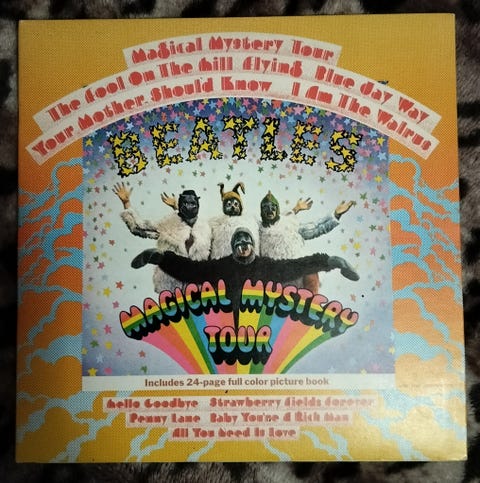 Magical Mystery Tour
The Fool On The Hill Flying Blue Jay Way
Your Mother Should Know I Am The Walrus
BEATLES
MAGICAL MYSTERY
TOUR
Includes 24-page full color picture book
Hello Goodbye Strawberry Fields Forever
Penny Lane Baby You're A Rich Man
All You Need Is Love